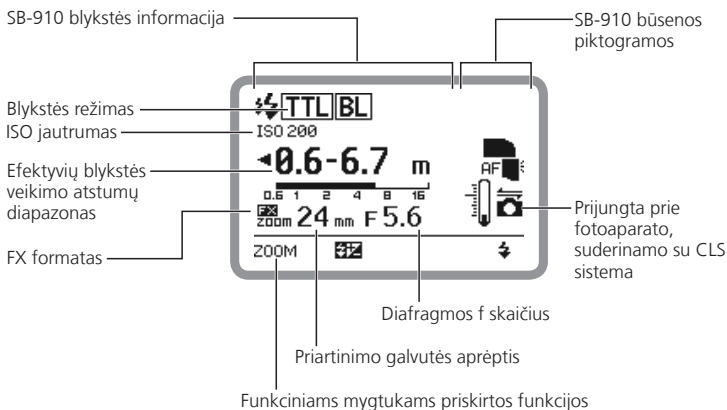 SB-910 blykstės informacija
SB-910 būsenos
piktogramos
Blykstės režimas
TTL BL
ISO jautrumas
ISO 200
Efektyvių blykstės
veikimo atstumų
diapazonas
0.6-6.7 m
AF
0.6 1 2 4 8 16
FX
zoom 24 mm F 5.6
FX formatas
ZOOM
Prijungta prie
fotoaparato,
suderinamo su CLS
sistema
Diafragmos f skaičius
Priartinimo galvutės aprėptis
Funkciniams mygtukams priskirtos funkcijos